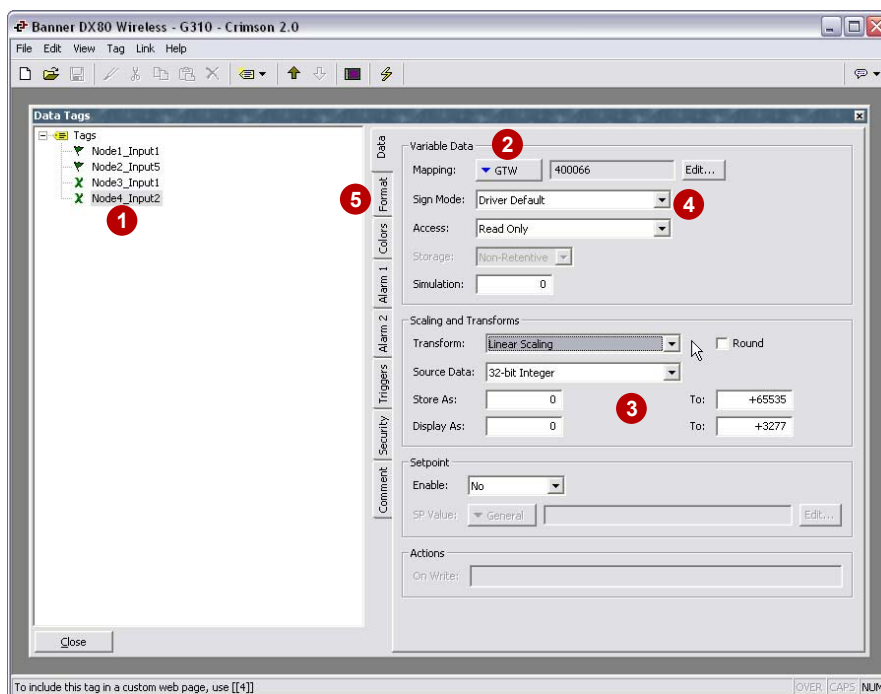 Banner DX80 Wireless - G310 - Crimson 2.0
File Edit View Tag Link Help
Data Tags
Tags
Node1_Input1
Node2_Input5
Node3_Input1
Node4_Input2
1
5
Data
Format
Colors
Alarm 1
Alarm 2
Triggers
Security
Comment
Variable Data
2
Mapping: GTW 400066 Edit...
Sign Mode: Driver Default
4
Access: Read Only
Storage: Non-Retentive
Simulation: 0
Scaling and Transforms
Transform: Linear Scaling Round
Source Data: 32-bit Integer
Store As: 0 To: +65535
3
Display As: 0 To: +3277
Setpoint
Enable: No
SP Value: General Edit...
Actions
On Write:
Close
To include this tag in a custom web page, use [[4]]
OVER CAPS NUM